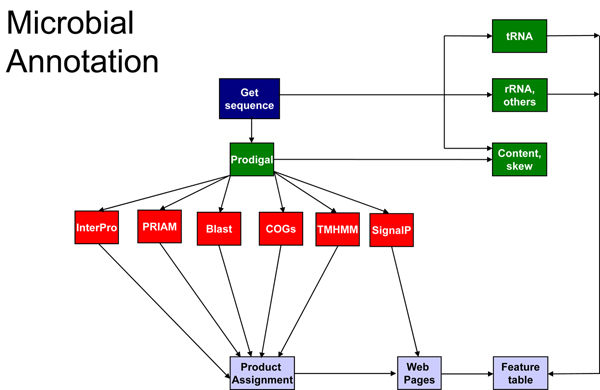 Microbial
Annotation
tRNA
Get
sequence
rRNA,
others
Prodigal
Content,
skew
InterPro
PRIAM
Blast
COGs
TMHMM
SignalP
Product
Assignment
Web
Pages
Feature
table